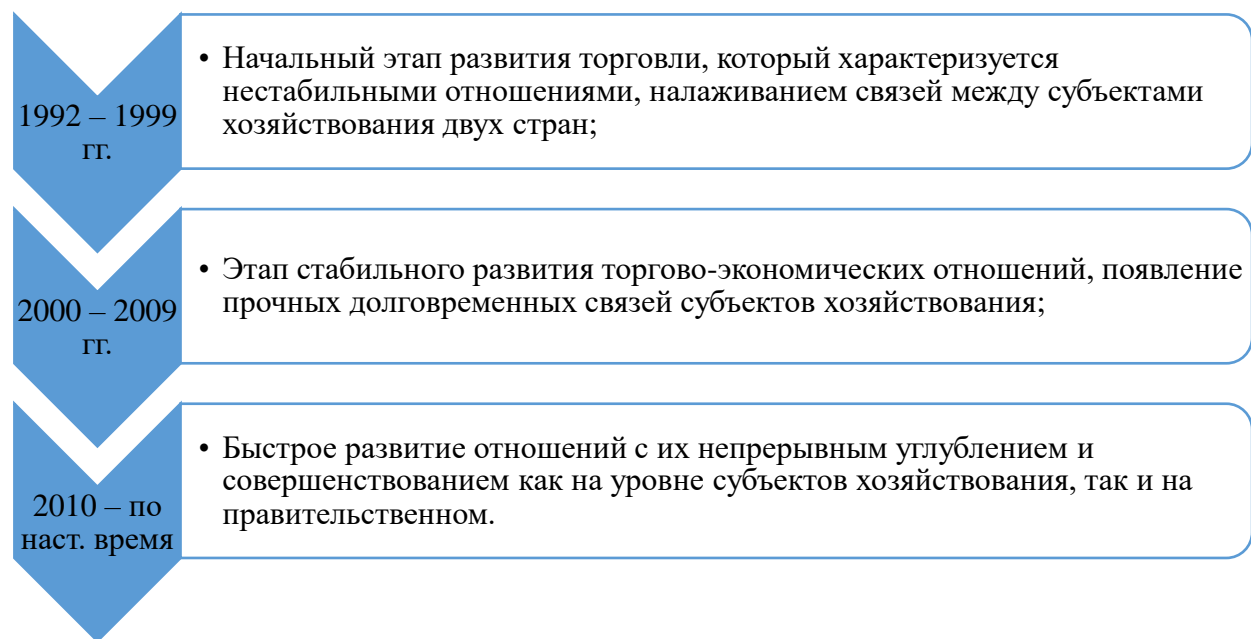 1992 – 1999
гг.
• Начальный этап развития торговли, который характеризуется
нестабильными отношениями, налаживанием связей между субъектами
хозяйствования двух стран;
2000 – 2009
гг.
• Этап стабильного развития торгово-экономических отношений, появление
прочных долговременных связей субъектов хозяйствования;
2010 – по
наст. время
• Быстрое развитие отношений с их непрерывным углублением и
совершенствованием как на уровне субъектов хозяйствования, так и на
правительственном.